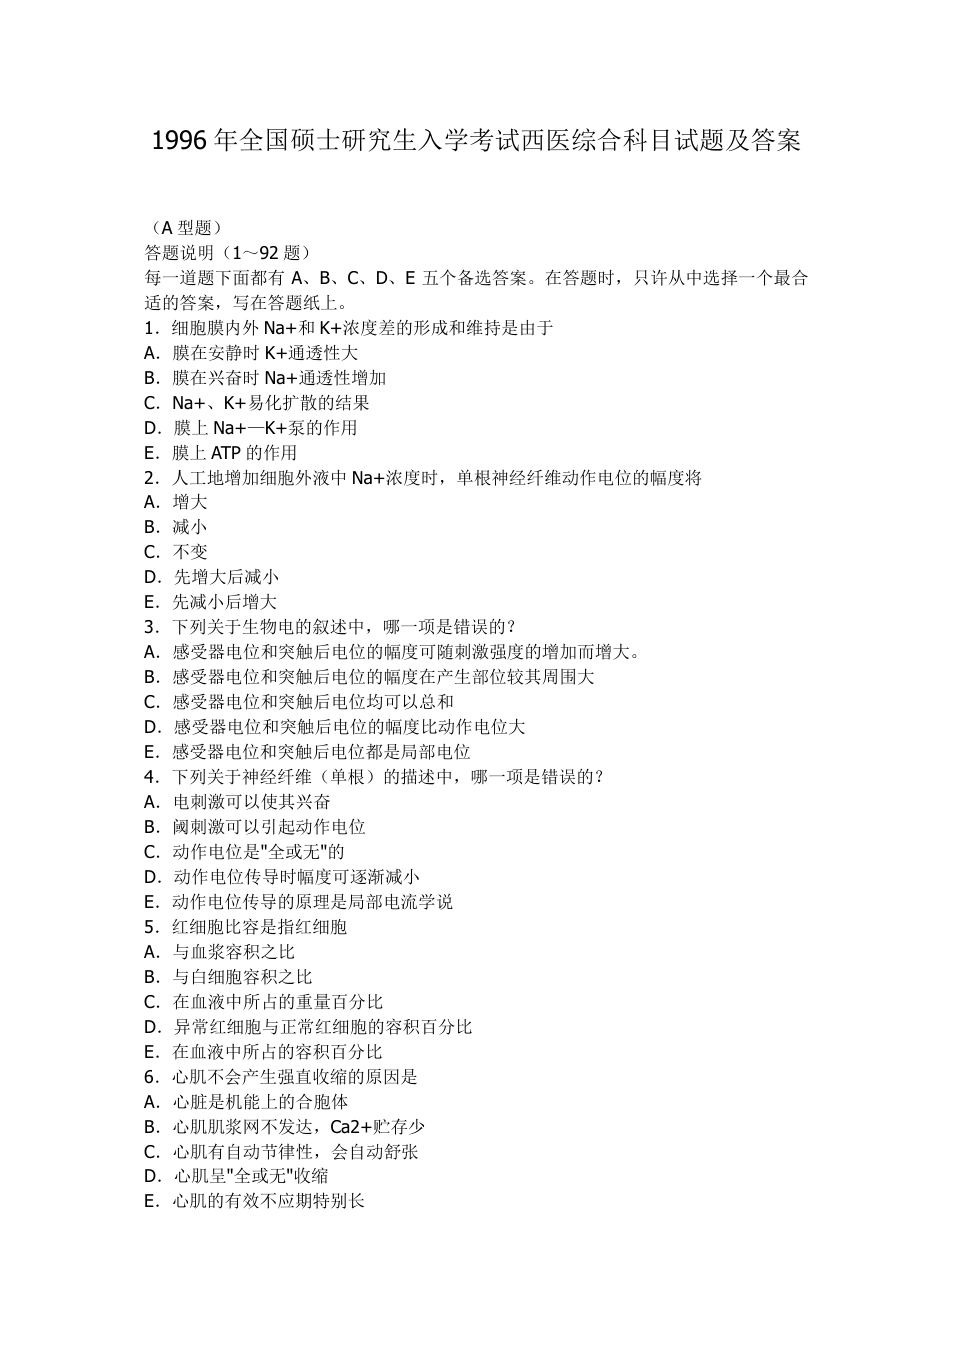 1996 年全国硕士研究生入学考试西医综合科目试题及答案
（A 型题）
答题说明（1～92 题）
每一道题下面都有 A、B、C、D、E 五个备选答案。在答题时，只许从中选择一个最合
适的答案，写在答题纸上。
1．细胞膜内外 Na+和 K+浓度差的形成和维持是由于
A．膜在安静时 K+通透性大
B．膜在兴奋时 Na+通透性增加
C．Na+、K+易化扩散的结果
D．膜上 Na+—K+泵的作用
E．膜上 ATP 的作用
2．人工地增加细胞外液中 Na+浓度时，单根神经纤维动作电位的幅度将
A．增大
B．减小
C．不变
D．先增大后减小
E．先减小后增大
3．下列关于生物电的叙述中，哪一项是错误的？
A．感受器电位和突触后电位的幅度可随刺激强度的增加而增大。
B．感受器电位和突触后电位的幅度在产生部位较其周围大
C．感受器电位和突触后电位均可以总和
D．感受器电位和突触后电位的幅度比动作电位大
E．感受器电位和突触后电位都是局部电位
4．下列关于神经纤维（单根）的描述中，哪一项是错误的？
A．电刺激可以使其兴奋
B．阈刺激可以引起动作电位
C．动作电位是"全或无"的
D．动作电位传导时幅度可逐渐减小
E．动作电位传导的原理是局部电流学说
5．红细胞比容是指红细胞
A．与血浆容积之比
B．与白细胞容积之比
C．在血液中所占的重量百分比
D．异常红细胞与正常红细胞的容积百分比
E．在血液中所占的容积百分比
6．心肌不会产生强直收缩的原因是
A．心脏是机能上的合胞体
B．心肌肌浆网不发达，Ca2+贮存少
C．心肌有自动节律性，会自动舒张
D．心肌呈"全或无"收缩
E．心肌的有效不应期特别长